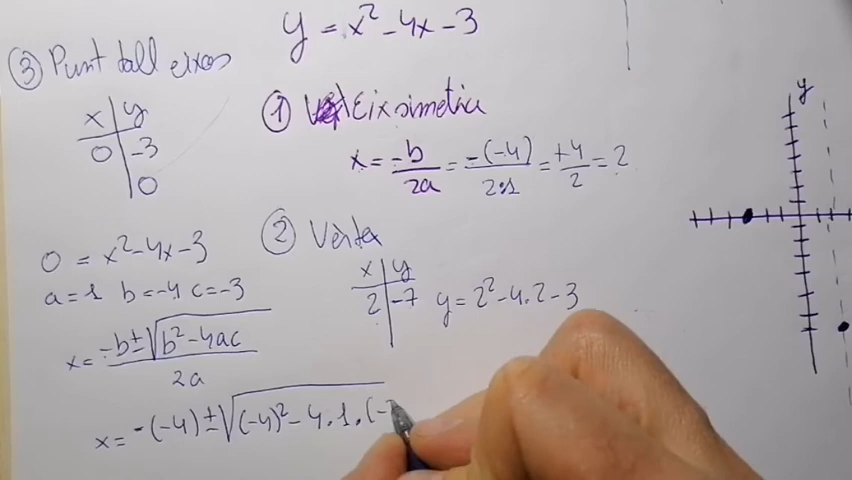 y = x² - 4x - 3
③ Punt tall eixos
x | y
0 | -3
| 0
0 = x² - 4x - 3
a = 1 b = -4 c = -3
x = -b ± √(b² - 4ac) / 2a
x = -(-4) ± √((-4)² - 4·1·(-
① Eix simetria
x = -b/2a = -(-4)/2·1 = +4/2 = 2
② Vèrtex
x | y
2 | -7 y = 2² - 4·2 - 3
y